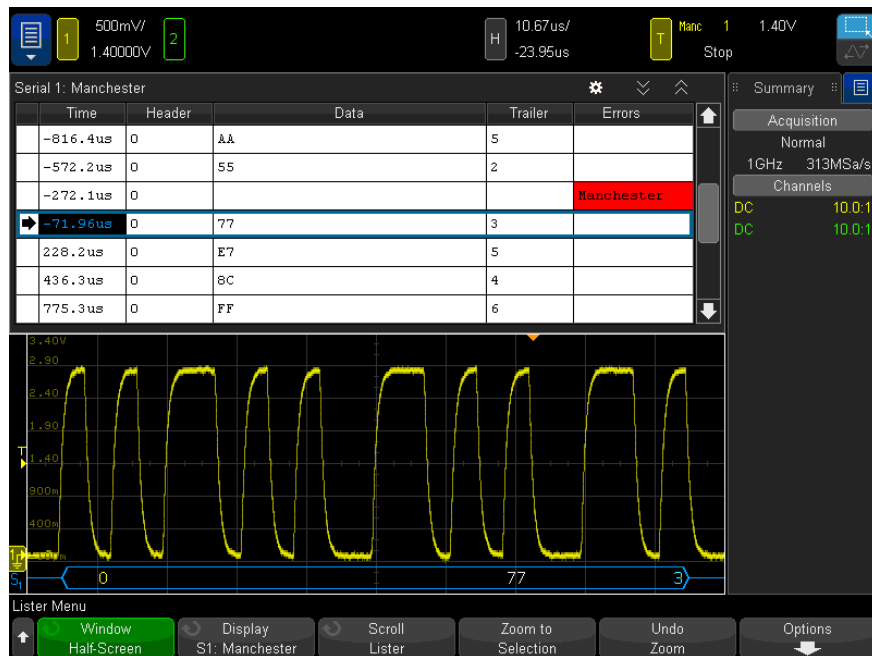 1 500mV/ 2 H 10.67us/ T Manc 1 1.40V
1.40000V -23.95us Stop
Serial 1: Manchester
Time Header Data Trailer Errors
-816.4us 0 AA 5
-572.2us 0 55 2
-272.1us 0 Manchester
-71.96us 0 77 3
228.2us 0 E7 5
436.3us 0 8C 4
775.3us 0 FF 6
Summary
Acquisition
Normal
1GHz 313MSa/s
Channels
DC 10.0:1
DC 10.0:1
3.40V
2.90
2.40
1.90
T
1.40
900m
400m
1
S1 0 77 3
Lister Menu
Window Half-Screen
Display S1: Manchester
Scroll Lister
Zoom to Selection
Undo Zoom
Options